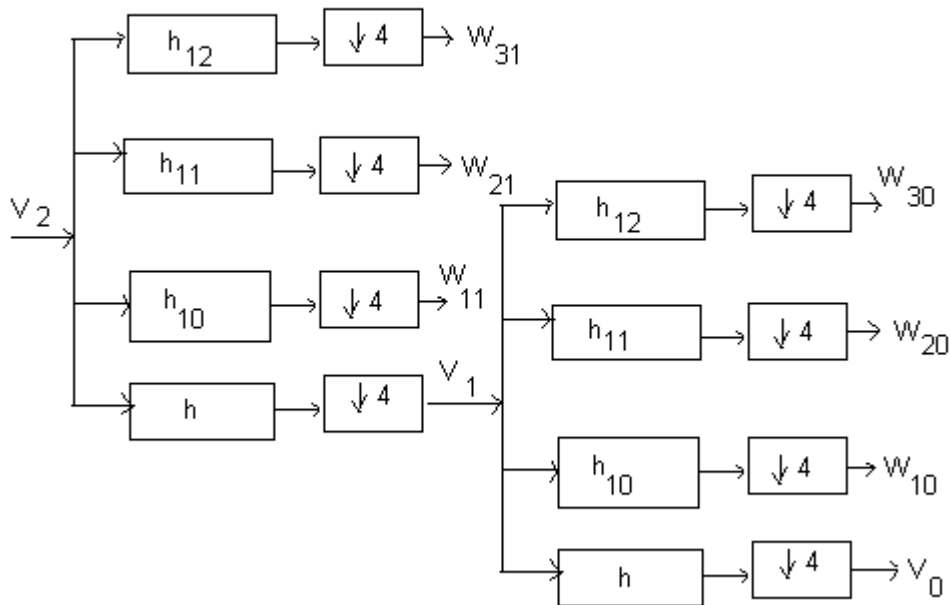 h12 ↓4 W31
h11 ↓4 W21
V2
h10 ↓4 W11
h ↓4 V1
h12 ↓4 W30
h11 ↓4 W20
h10 ↓4 W10
h ↓4 V0